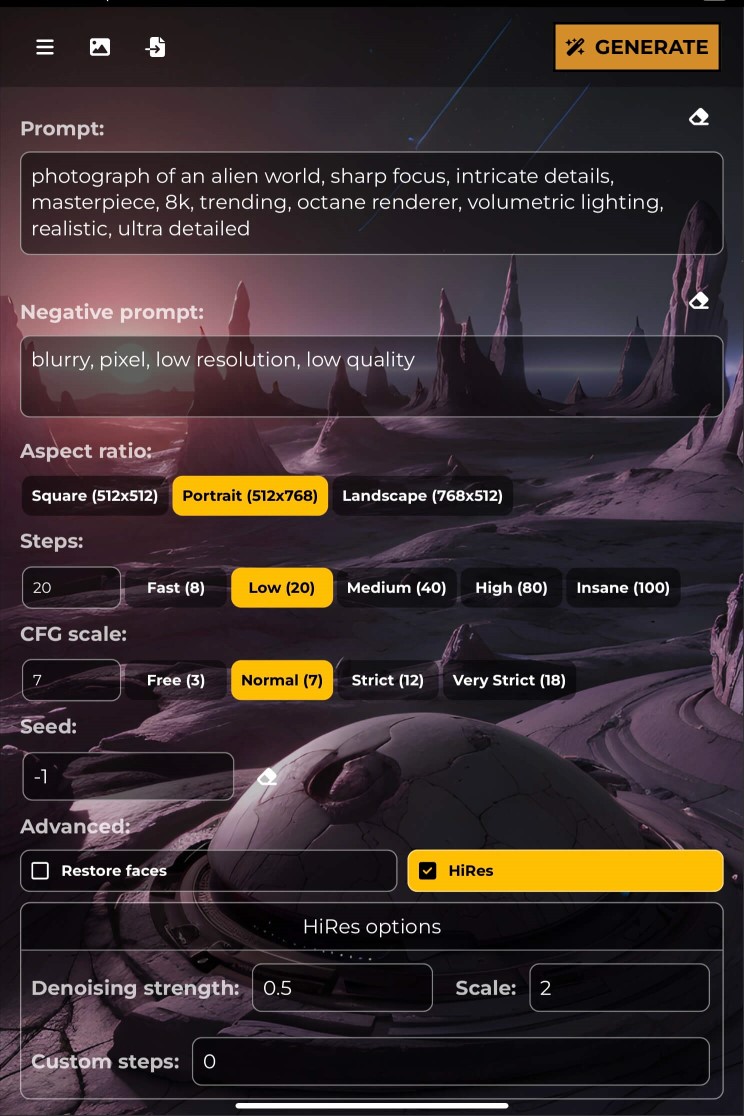 GENERATE
Prompt:
photograph of an alien world, sharp focus, intricate details,
masterpiece, 8k, trending, octane renderer, volumetric lighting,
realistic, ultra detailed
Negative prompt:
blurry, pixel, low resolution, low quality
Aspect ratio:
Square (512x512) Portrait (512x768) Landscape (768x512)
Steps:
20 Fast (8) Low (20) Medium (40) High (80) Insane (100)
CFG scale:
7 Free (3) Normal (7) Strict (12) Very Strict (18)
Seed:
-1
Advanced:
Restore faces HiRes
HiRes options
Denoising strength: 0.5 Scale: 2
Custom steps: 0